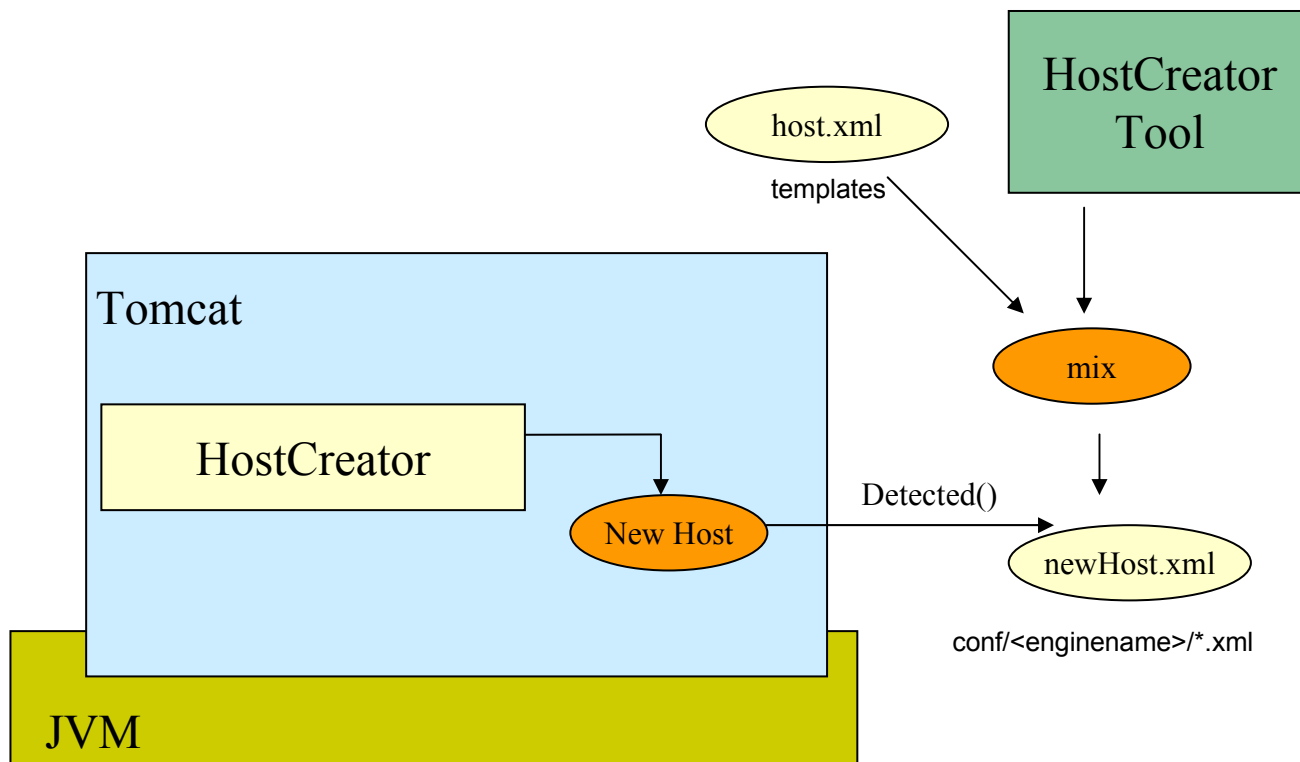 HostCreator
Tool
host.xml
templates
Tomcat
mix
HostCreator
Detected()
New Host
newHost.xml
conf/<enginename>/*.xml
JVM